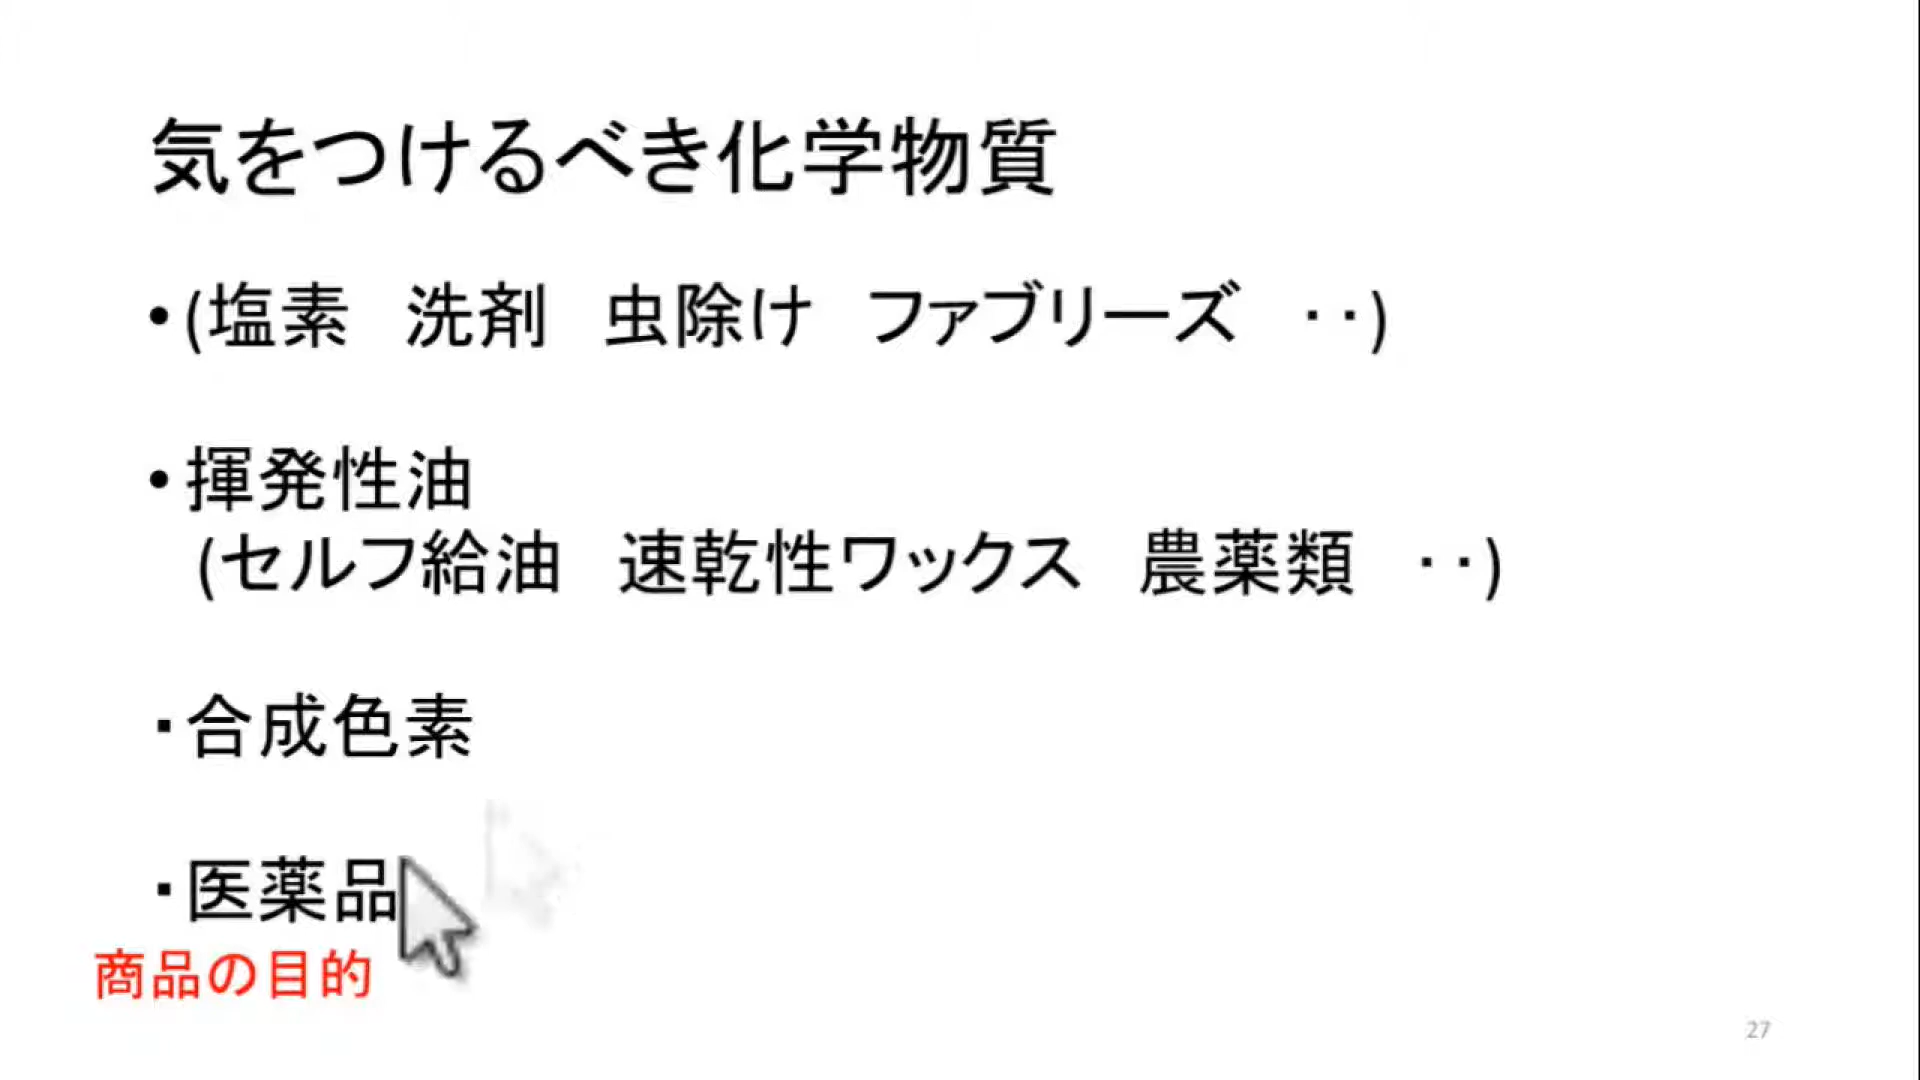 気をつけるべき化学物質
•(塩素　洗剤　虫除け　ファブリーズ　‥)
•揮発性油
(セルフ給油　速乾性ワックス　農薬類　‥)
・合成色素
・医薬品
商品の目的
27